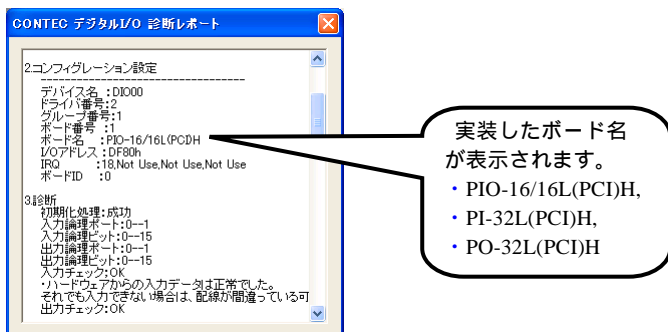 CONTEC デジタルI/O 診断レポート
2.コンフィグレーション設定
----------------------------------
デバイス名 :DIO00
ドライバ番号:2
グループ番号:1
ボード番号 :1
ボード名 :PIO-16/16L(PCI)H
I/Oアドレス :DF80h
IRQ :18,Not Use,Not Use,Not Use
ボードID :0
3.診断
初期化処理:成功
入力論理ポート:0--1
入力論理ビット:0--15
出力論理ポート:0--1
出力論理ビット:0--15
入力チェック:OK
・ハードウェアからの入力データは正常でした。
それでも入力できない場合は、配線が間違っている可
出力チェック:OK
実装したボード名
が表示されます。
・PIO-16/16L(PCI)H,
・PI-32L(PCI)H,
・PO-32L(PCI)H